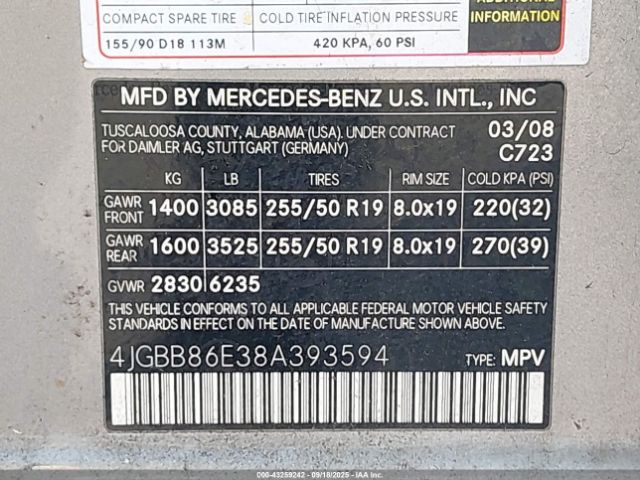 ADDITIONAL
COMPACT SPARE TIRE COLD TIRE INFLATION PRESSURE INFORMATION
155/90 D18 113M 420 KPA, 60 PSI
MFD BY MERCEDES-BENZ U.S. INTL., INC
TUSCALOOSA COUNTY, ALABAMA (USA). UNDER CONTRACT 03/08
FOR DAIMLER AG, STUTTGART (GERMANY) C723
KG LB TIRES RIM SIZE COLD KPA (PSI)
GAWR FRONT 1400 3085 255/50 R19 8.0x19 220(32)
GAWR REAR 1600 3525 255/50 R19 8.0x19 270(39)
GVWR 2830 6235
THIS VEHICLE CONFORMS TO ALL APPLICABLE FEDERAL MOTOR VEHICLE SAFETY
STANDARDS IN EFFECT ON THE DATE OF MANUFACTURE SHOWN ABOVE.
4JGBB86E38A393594 TYPE: MPV
© IAA - 00-43259242 - 09/18/2025 - © IAA, Inc.